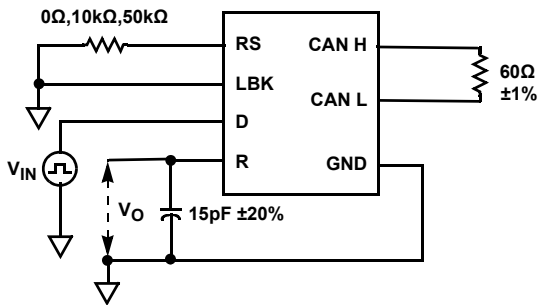 0Ω,10kΩ,50kΩ
RS
CAN H
LBK
60Ω
±1%
CAN L
D
R
GND
VIN
VO
15pF ±20%